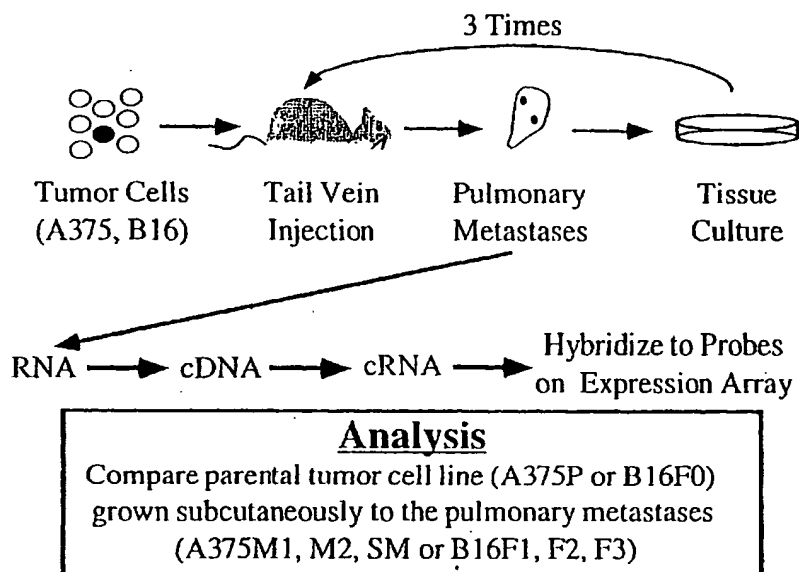 3 Times
Tumor Cells
(A375, B16)
Tail Vein
Injection
Pulmonary
Metastases
Tissue
Culture
RNA
cDNA
cRNA
Hybridize to Probes
on Expression Array
Analysis
Compare parental tumor cell line (A375P or B16F0)
grown subcutaneously to the pulmonary metastases
(A375M1, M2, SM or B16F1, F2, F3)